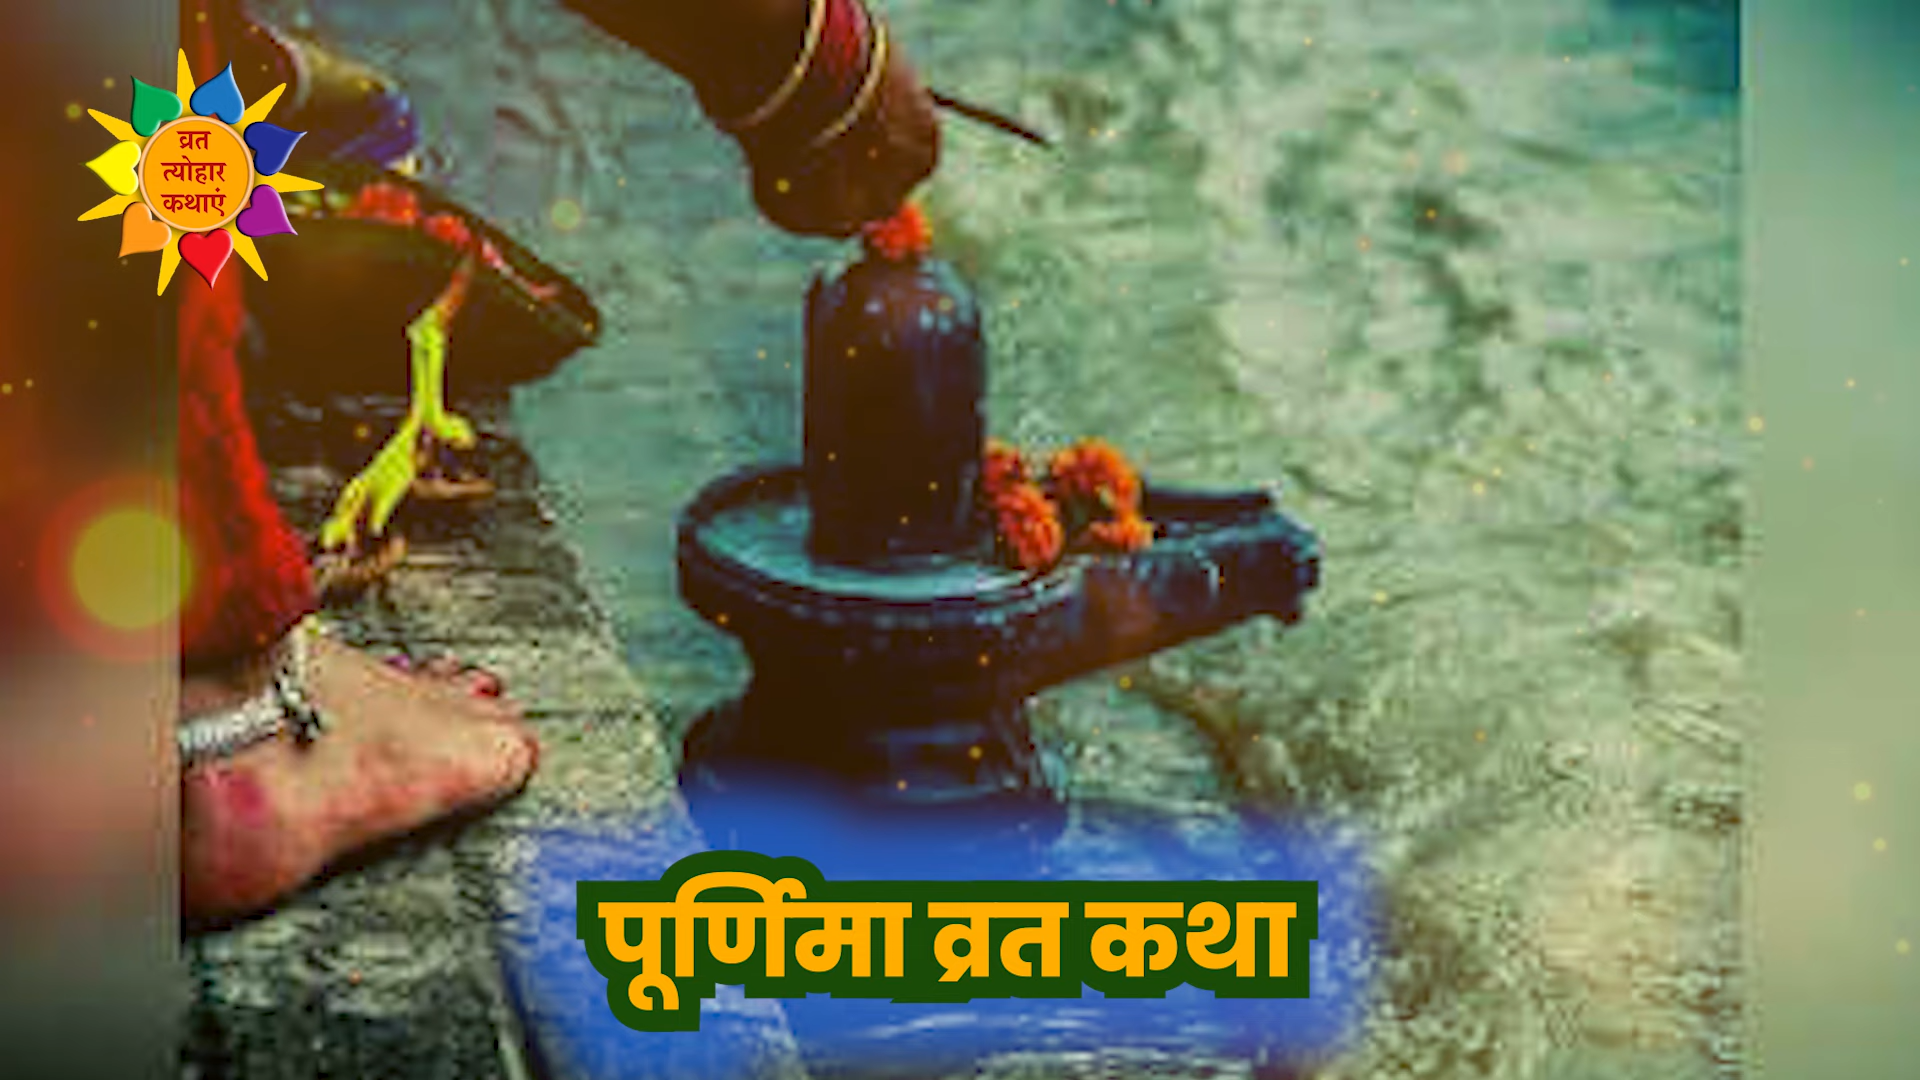 व्रत
त्योहार
कथाएं
पूर्णिमा व्रत कथा